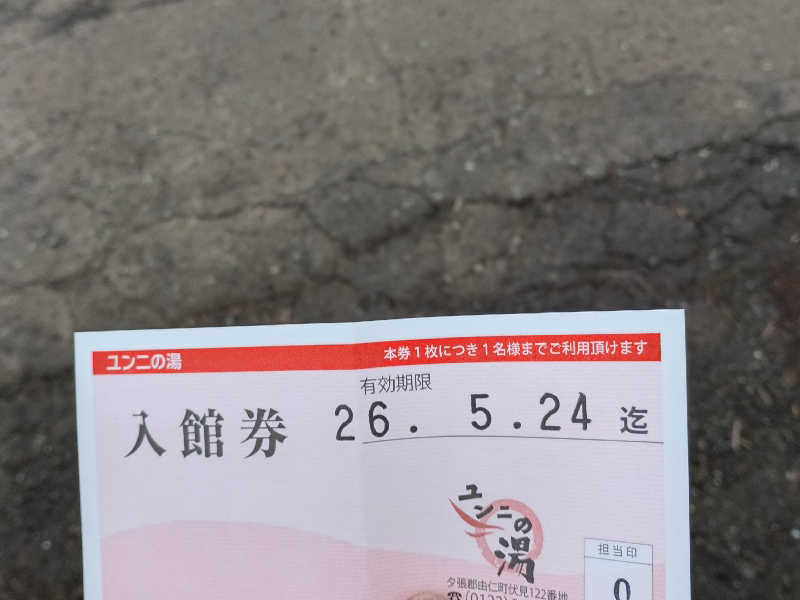 ユンニの湯 本券1枚につき1名様までご利用頂けます
有効期限
入館券 26. 5.24 迄
ユンニの湯
担当印
夕張郡由仁町伏見122番地
☎(0123)